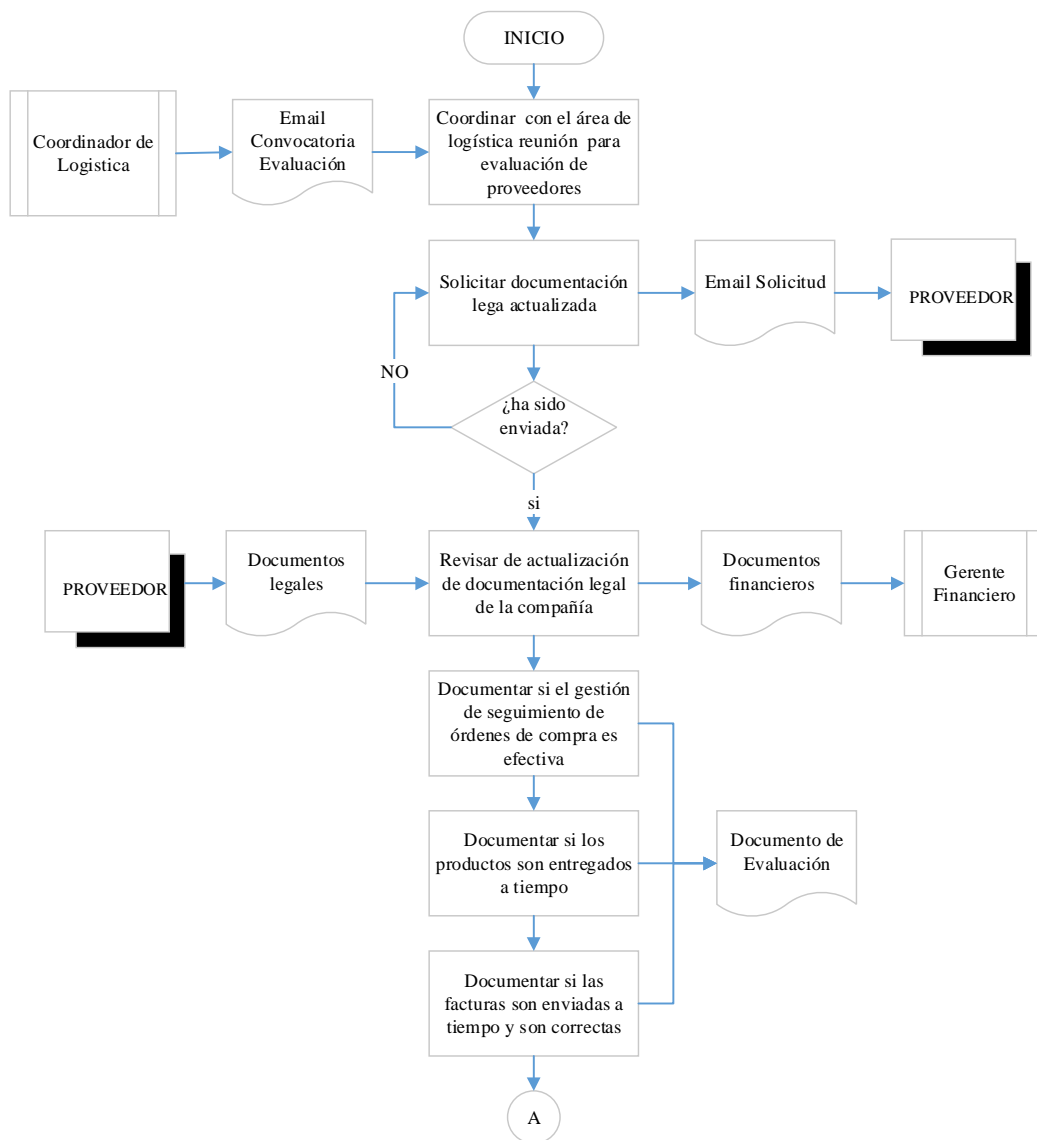 INICIO
Coordinador de
Logistica
Email
Convocatoria
Evaluación
Coordinar con el área de
logística reunión para
evaluación de
proveedores
Solicitar documentación
lega actualizada
Email Solicitud
PROVEEDOR
NO
¿ha sido
enviada?
si
PROVEEDOR
Documentos
legales
Revisar de actualización
de documentación legal
de la compañía
Documentos
financieros
Gerente
Financiero
Documentar si el gestión
de seguimiento de
órdenes de compra es
efectiva
Documentar si los
productos son entregados
a tiempo
Documento de
Evaluación
Documentar si las
facturas son enviadas a
tiempo y son correctas
A